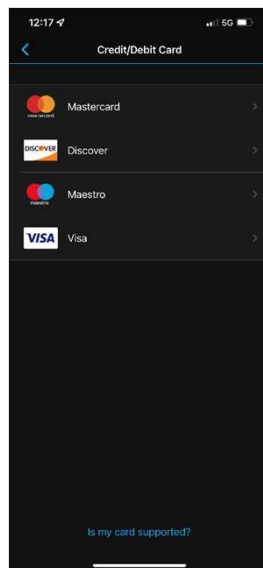 12:17
5G
Credit/Debit Card
mastercard
Mastercard
DISCOVER
Discover
maestro
Maestro
VISA
Visa
Is my card supported?